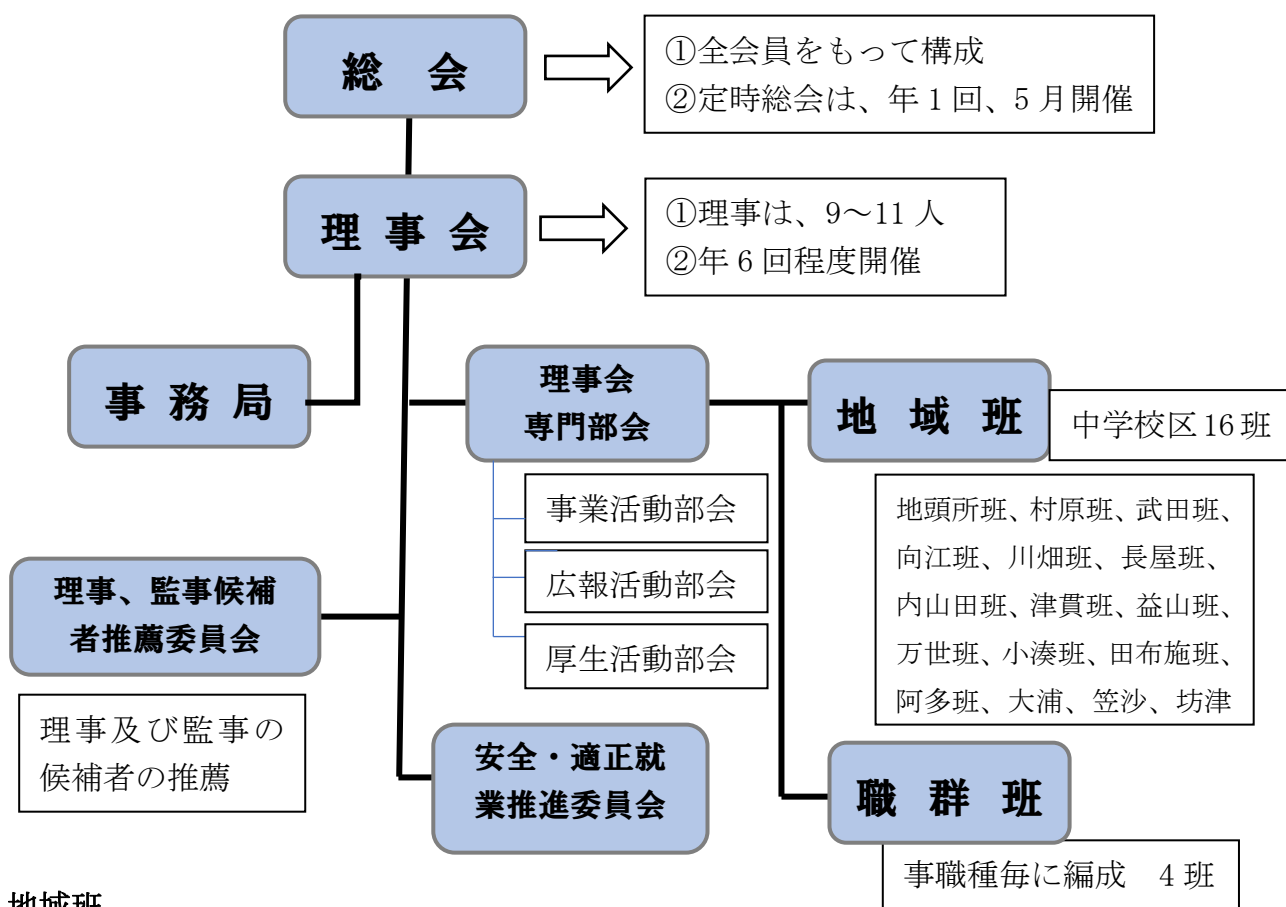 総　会
①全会員をもって構成
②定時総会は、年1回、5月開催
理 事 会
①理事は、9～11人
②年6回程度開催
事 務 局
理事会
専門部会
地 域 班
中学校区16班
事業活動部会
広報活動部会
厚生活動部会
地頭所班、村原班、武田班、
向江班、川畑班、長屋班、
内山田班、津貫班、益山班、
万世班、小湊班、田布施班、
阿多班、大浦、笠沙、坊津
理事、監事候補
者推薦委員会
理事及び監事の
候補者の推薦
安全・適正就
業推進委員会
職 群 班
事職種毎に編成　4班
地域班